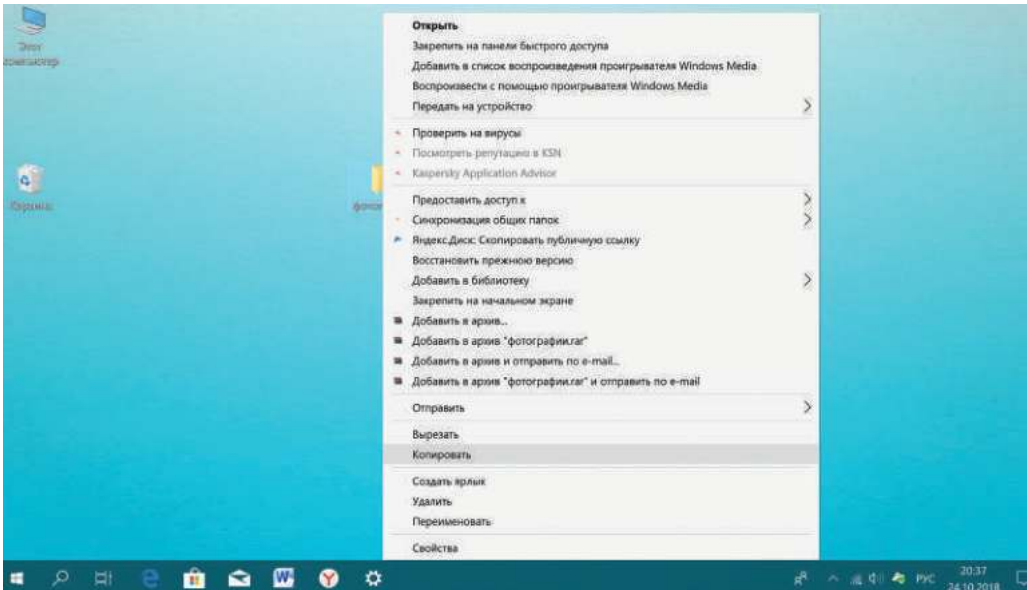 Этот
компьютер
Корзина
фотог
Открыть
Закрепить на панели быстрого доступа
Добавить в список воспроизведения проигрывателя Windows Media
Воспроизвести с помощью проигрывателя Windows Media
Передать на устройство
Проверить на вирусы
Посмотреть репутацию в KSN
Kaspersky Application Advisor
Предоставить доступ к
Синхронизация общих папок
Яндекс.Диск: Скопировать публичную ссылку
Восстановить прежнюю версию
Добавить в библиотеку
Закрепить на начальном экране
Добавить в архив...
Добавить в архив "фотографии.rar"
Добавить в архив и отправить по e-mail...
Добавить в архив "фотографии.rar" и отправить по e-mail
Отправить
Вырезать
Копировать
Создать ярлык
Удалить
Переименовать
Свойства
РУС
20:37
24.10.2018